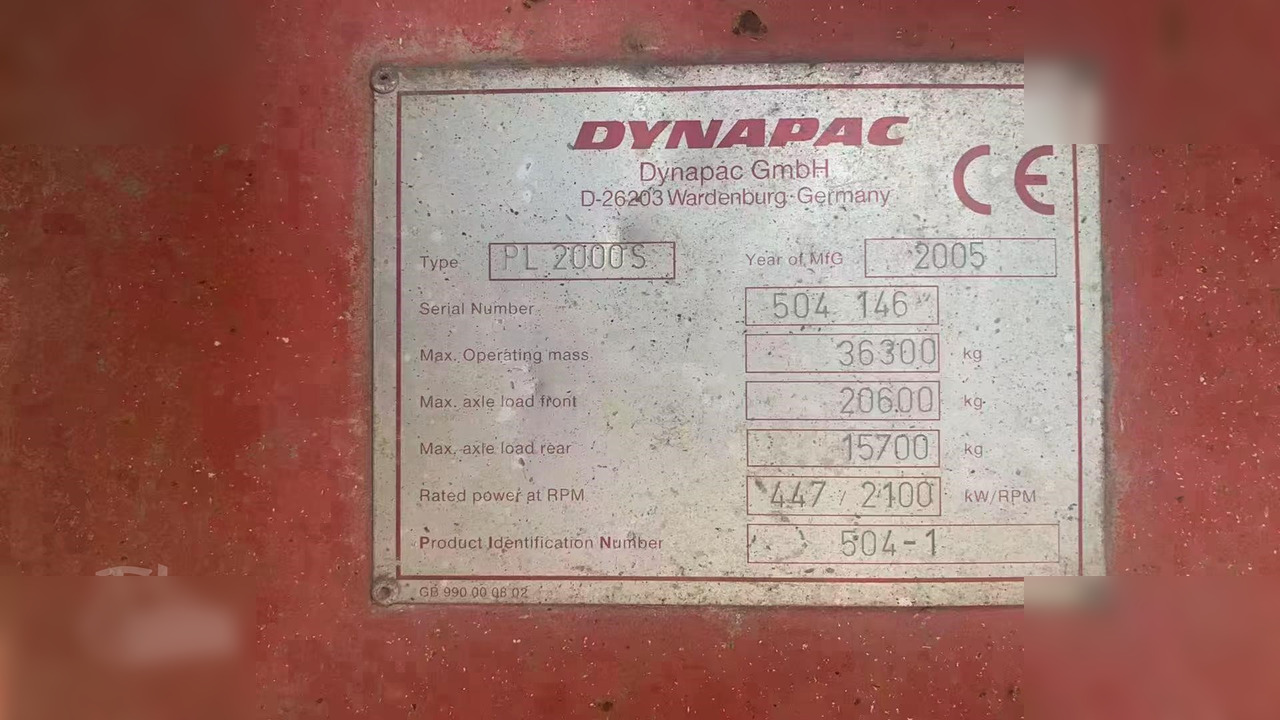 DYNAPAC
Dynapac GmbH
D-26203 Wardenburg·Germany
CE
Type PL 2000 S Year of MfG 2005
Serial Number 504 146
Max. Operating mass 36300 kg
Max. axle load front 20600 kg
Max. axle load rear 15700 kg
Rated power at RPM 447 / 2100 kW/RPM
Product Identification Number 504-1
GB 990 00 08 02